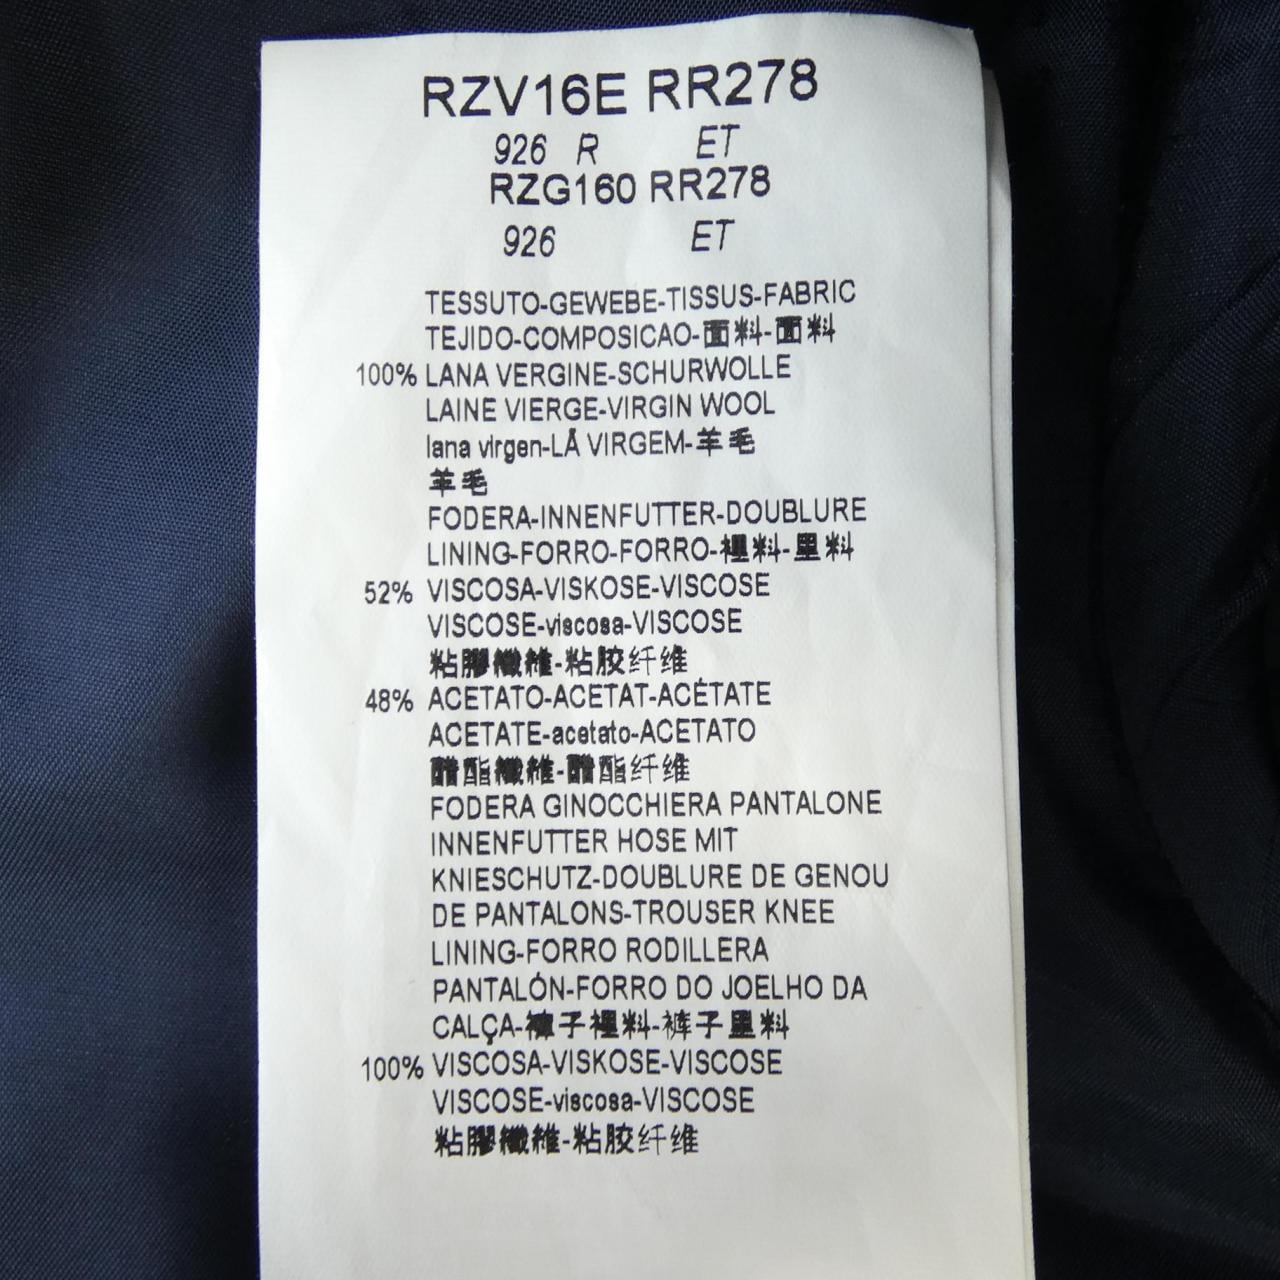 RZV16E RR278
926 R ET
RZG160 RR278
926 ET
TESSUTO-GEWEBE-TISSUS-FABRIC
TEJIDO-COMPOSICAO-面料-面料
100% LANA VERGINE-SCHURWOLLE
LAINE VIERGE-VIRGIN WOOL
lana virgen-LÅ VIRGEM-羊毛
羊毛
FODERA-INNENFUTTER-DOUBLURE
LINING-FORRO-FORRO-裡料-里料
52% VISCOSA-VISKOSE-VISCOSE
VISCOSE-viscosa-VISCOSE
粘膠纖維-粘胶纤维
48% ACETATO-ACETAT-ACÉTATE
ACETATE-acetato-ACETATO
醋酯纖維-醋酯纤维
FODERA GINOCCHIERA PANTALONE
INNENFUTTER HOSE MIT
KNIESCHUTZ-DOUBLURE DE GENOU
DE PANTALONS-TROUSER KNEE
LINING-FORRO RODILLERA
PANTALÓN-FORRO DO JOELHO DA
CALÇA-褲子裡料-裤子里料
100% VISCOSA-VISKOSE-VISCOSE
VISCOSE-viscosa-VISCOSE
粘膠纖維-粘胶纤维